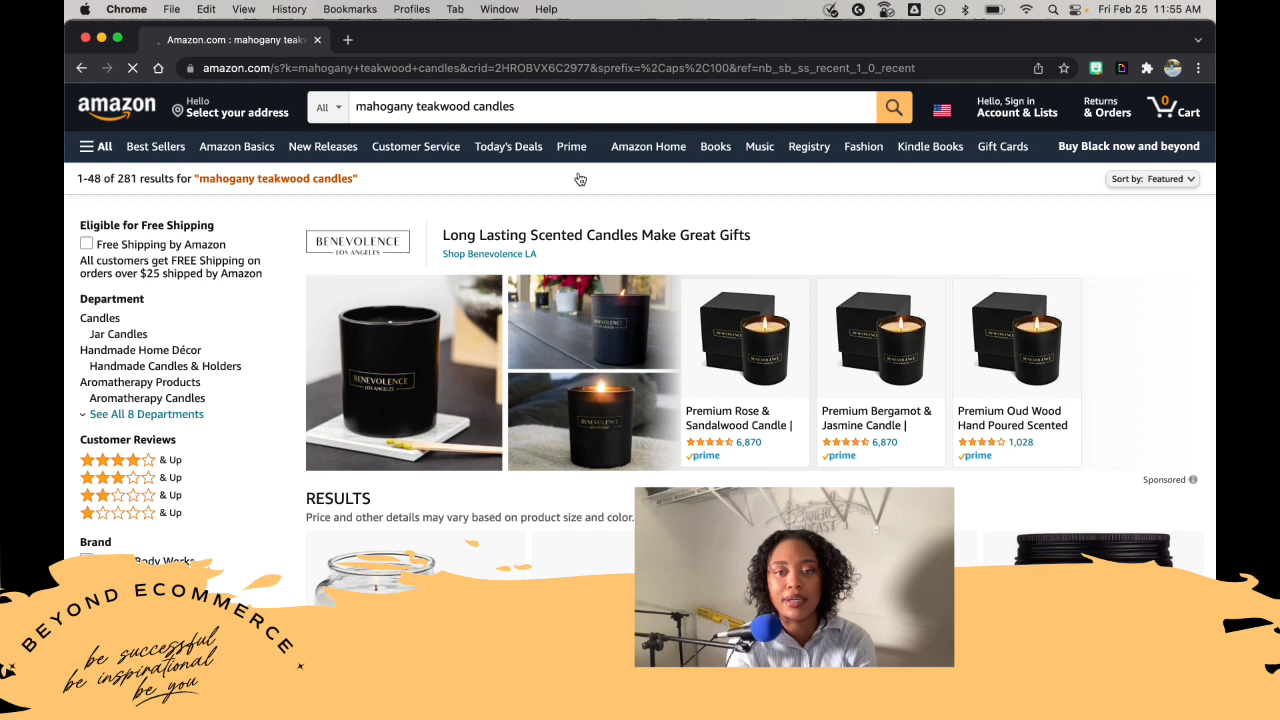 Chrome File Edit View History Bookmarks Profiles Tab Window Help Fri Feb 25 11:55 AM
Amazon.com : mahogany teak
amazon.com/s?k=mahogany+teakwood+candles&crid=2HROBVX6C2977&sprefix=%2Caps%2C100&ref=nb_sb_ss_recent_1_0_recent
amazon
Hello
Select your address
All
mahogany teakwood candles
Hello, Sign in
Account & Lists
Returns
& Orders
0
Cart
All Best Sellers Amazon Basics New Releases Customer Service Today's Deals Prime Amazon Home Books Music Registry Fashion Kindle Books Gift Cards Buy Black now and beyond
1-48 of 281 results for "mahogany teakwood candles"
Sort by: Featured
Eligible for Free Shipping
Free Shipping by Amazon
All customers get FREE Shipping on
orders over $25 shipped by Amazon
Department
Candles
Jar Candles
Handmade Home Décor
Handmade Candles & Holders
Aromatherapy Products
Aromatherapy Candles
See All 8 Departments
Customer Reviews
& Up
& Up
& Up
& Up
Brand
Body Works
BENEVOLENCE
LOS ANGELES
Long Lasting Scented Candles Make Great Gifts
Shop Benevolence LA
BENEVOLENCE
LOS ANGELES
BENEVOLENCE
Premium Rose &
Sandalwood Candle |
6,870
prime
Premium Bergamot &
Jasmine Candle |
6,870
prime
Premium Oud Wood
Hand Poured Scented
1,028
prime
Sponsored
RESULTS
Price and other details may vary based on product size and color.
BEYOND ECOMMERCE
be successful
be inspirational
be you